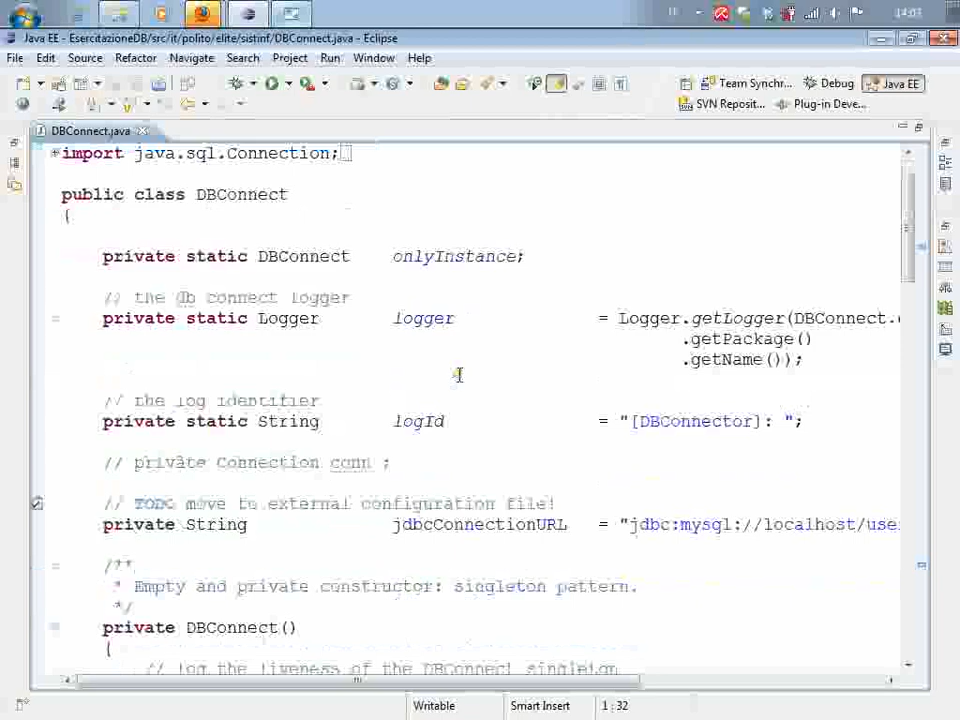 14:03
Java EE - EsercitazioneDB/src/it/polito/elite/sistinf/DBConnect.java - Eclipse
File Edit Source Refactor Navigate Search Project Run Window Help
Team Synchr... Debug Java EE
SVN Reposit... Plug-in Deve...
DBConnect.java
import java.sql.Connection;
public class DBConnect
{
private static DBConnect onlyInstance;
// the db connect logger
private static Logger logger = Logger.getLogger(DBConnect.
.getPackage()
.getName());
// the log identifier
private static String logId = "[DBConnector]: ";
// private Connection conn ;
// TODO move to external configuration file!
private String jdbcConnectionURL = "jdbc:mysql://localhost/use
/**
* Empty and private constructor: singleton pattern.
*/
private DBConnect()
{
// log the liveness of the DBConnect singleton
Writable Smart Insert 1 : 32